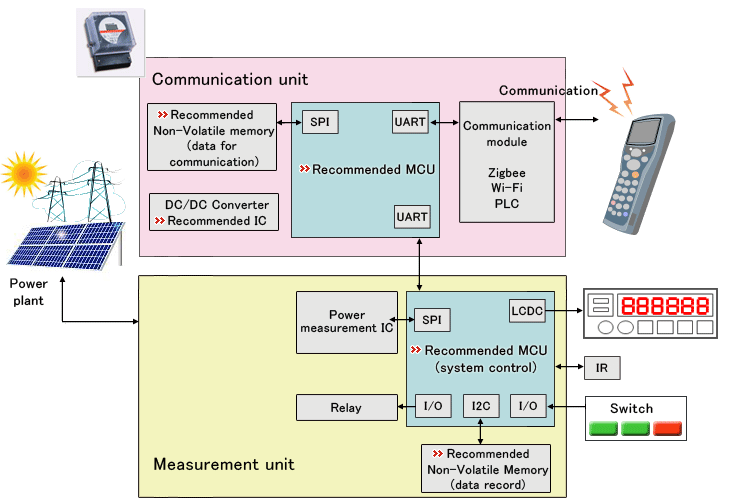 Communication unit
Communication
Recommended
Non-Volatile memory
(data for
communication)
SPI
UART
Recommended MCU
UART
Communication
module
Zigbee
Wi-Fi
PLC
DC/DC Converter
Recommended IC
Power
plant
Power
measurement IC
SPI
LCDC
888888
Recommended MCU
(system control)
IR
Relay
I/O
I2C
I/O
Switch
Recommended
Non-Volatile Memory
(data record)
Measurement unit